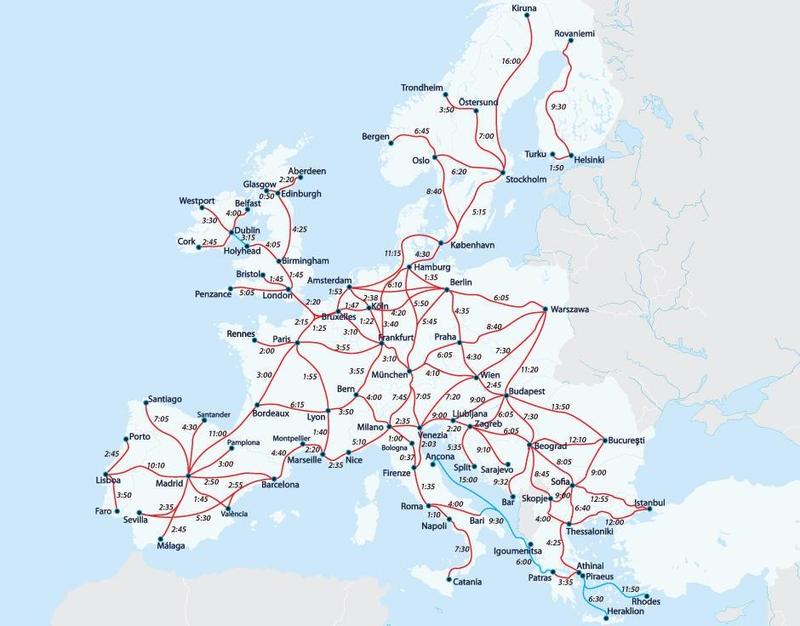 Kiruna
Rovaniemi
16:00
Trondheim
Östersund
3:50
9:30
Bergen
6:45
7:00
Oslo
6:20
Turku
Helsinki
1:50
Stockholm
8:40
5:15
Aberdeen
Glasgow
2:20
0:50
Edinburgh
Westport
Belfast
4:00
3:30
Dublin
3:15
4:25
Cork
2:45
Holyhead
4:05
København
11:15
4:30
Birmingham
Hamburg
Bristol
1:45
1:45
Amsterdam
1:35
Berlin
Penzance
5:05
London
1:53
6:10
2:20
2:38
5:50
6:05
1:47
Köln
4:20
Warszawa
Bruxelles
2:15
1:22
3:40
5:45
4:35
1:25
8:40
Rennes
Paris
3:10
Frankfurt
Praha
2:00
3:55
6:05
4:30
7:30
3:10
3:00
1:55
3:55
München
4:10
Wien
11:20
2:45
Bern
4:00
7:45
7:05
7:20
9:00
Budapest
Santiago
6:15
3:50
Bordeaux
Lyon
13:50
7:05
Santander
4:30
11:00
9:00
Ljubljana
6:05
7:30
Milano
2:35
2:20
Zagreb
1:40
Venezia
6:05
Porto
Pamplona
Montpellier
5:10
1:00
2:03
5:35
Beograd
12:10
Bucureşti
2:45
3:00
4:40
Bologna
Ancona
9:10
10:10
Marseille
Nice
0:37
8:05
2:35
Firenze
Split
Sarajevo
8:45
9:00
Lisboa
Madrid
2:50
Barcelona
15:00
9:32
Sofia
3:50
2:55
1:35
Bar
Skopje
9:00
12:55
1:45
Istanbul
Faro
Sevilla
2:35
València
Roma
4:00
6:40
5:30
1:10
Bari
4:00
12:00
2:45
Napoli
9:30
Thessaloniki
Málaga
4:25
7:30
Igoumenitsa
6:00
Athinai
Catania
Patras
3:35
Piraeus
11:50
6:30
Rhodes
Heraklion